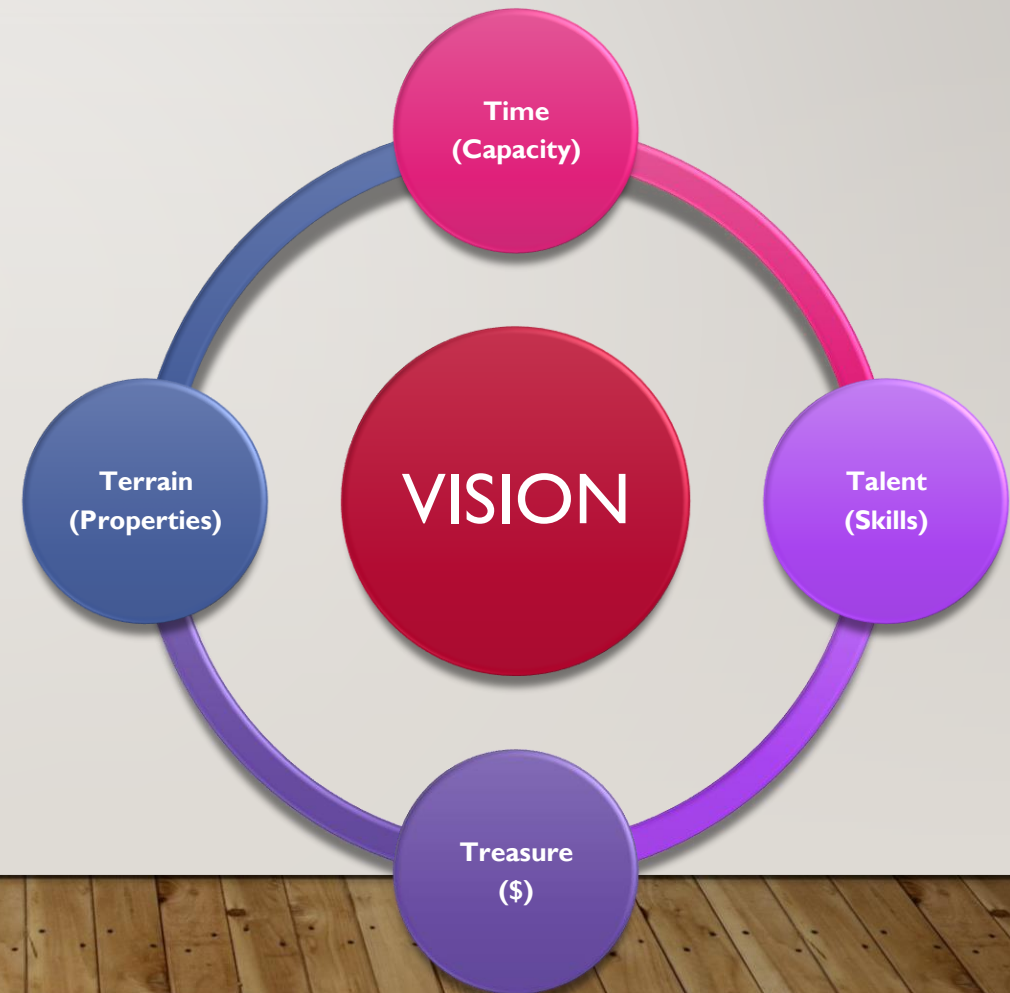 Time
(Capacity)
Terrain
(Properties)
VISION
Talent
(Skills)
Treasure
($)